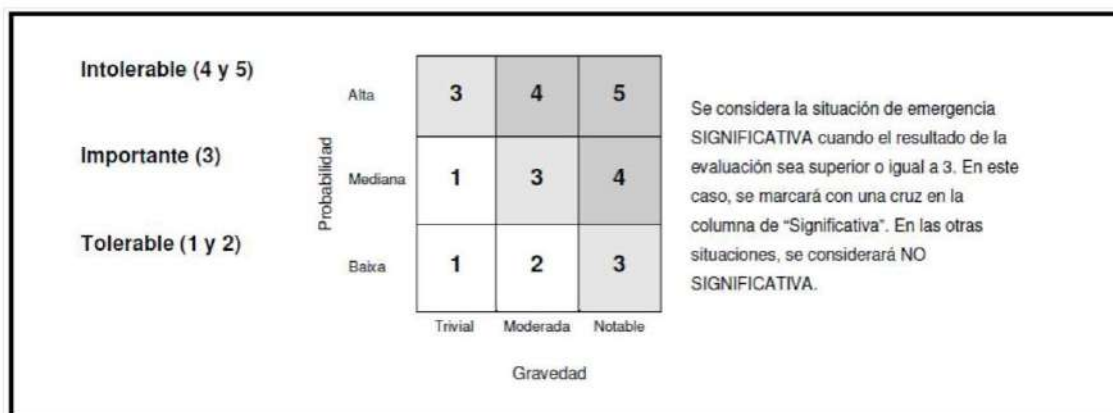 Intolerable (4 y 5)
Importante (3)
Tolerable (1 y 2)
Probabilidad
Alta 3 4 5
Mediana 1 3 4
Baixa 1 2 3
Trivial Moderada Notable
Gravedad
Se considera la situación de emergencia
SIGNIFICATIVA cuando el resultado de la
evaluación sea superior o igual a 3. En este
caso, se marcará con una cruz en la
columna de “Significativa”. En las otras
situaciones, se considerará NO
SIGNIFICATIVA.